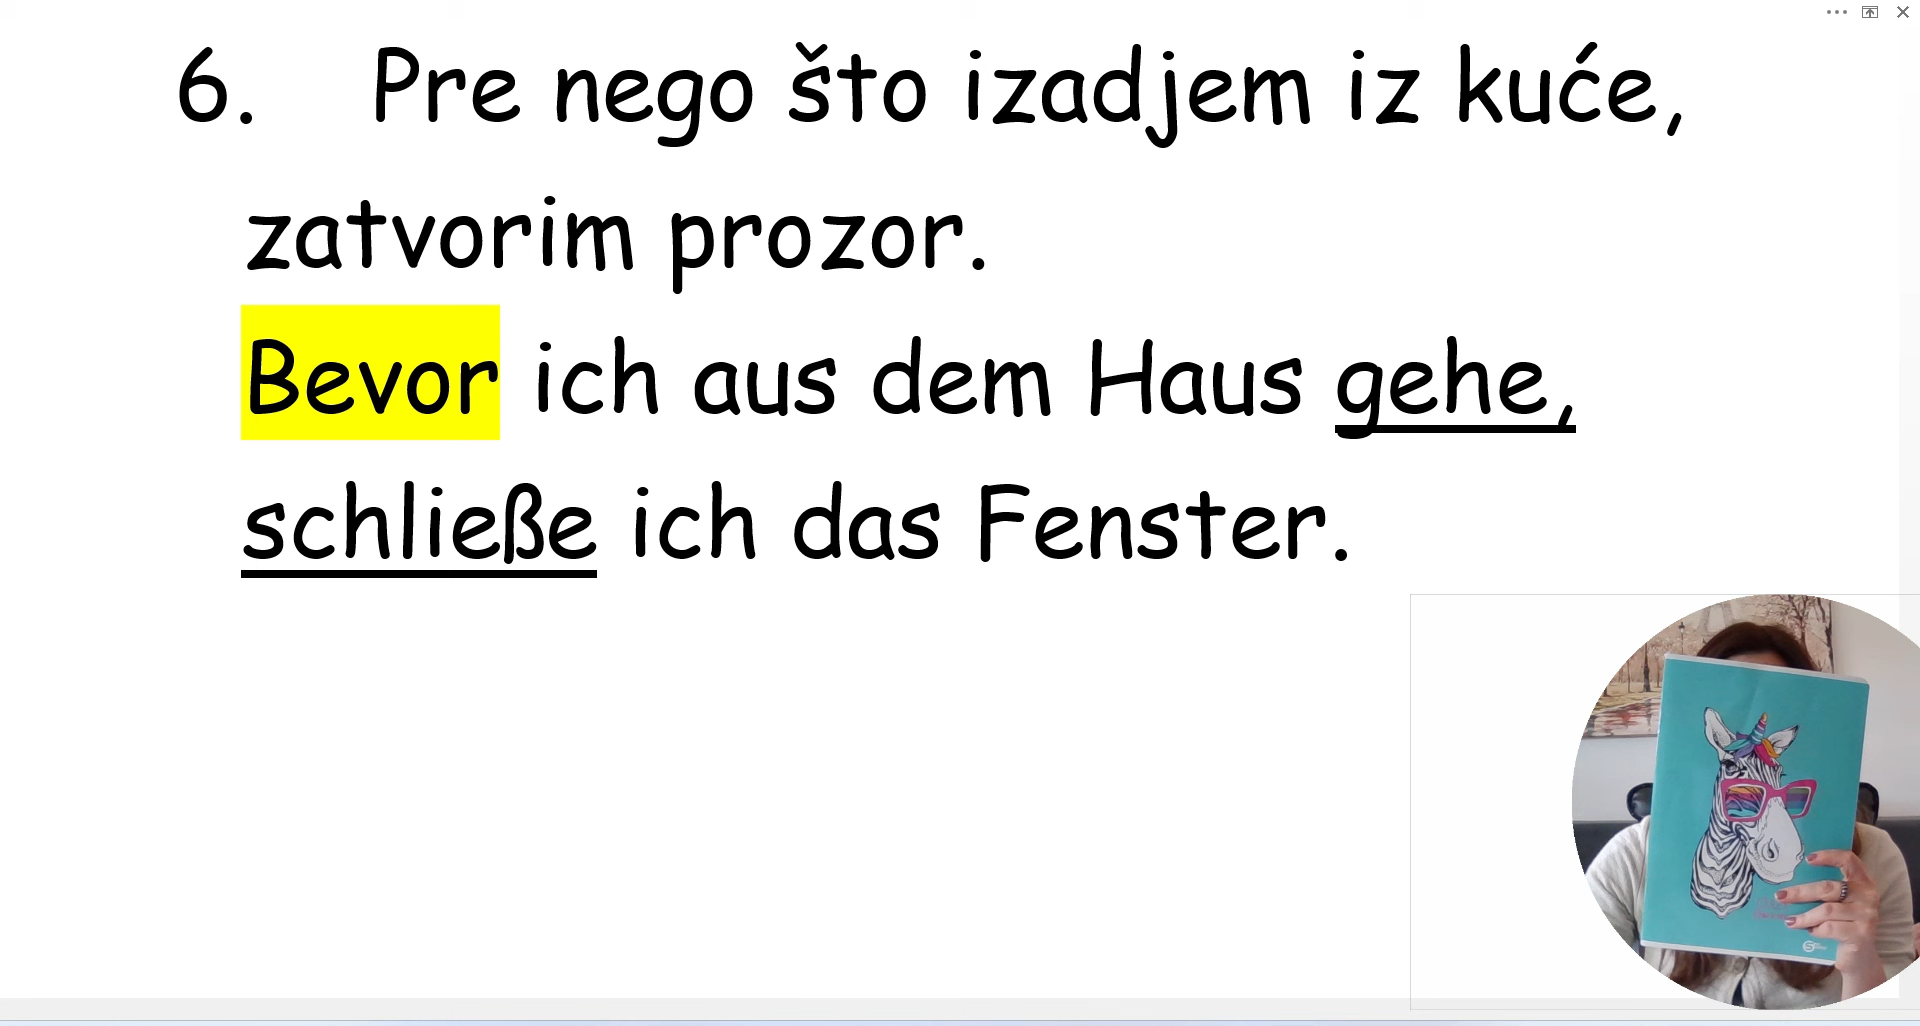 6. Pre nego što izadjem iz kuće,
zatvorim prozor.
Bevor ich aus dem Haus gehe,
schließe ich das Fenster.